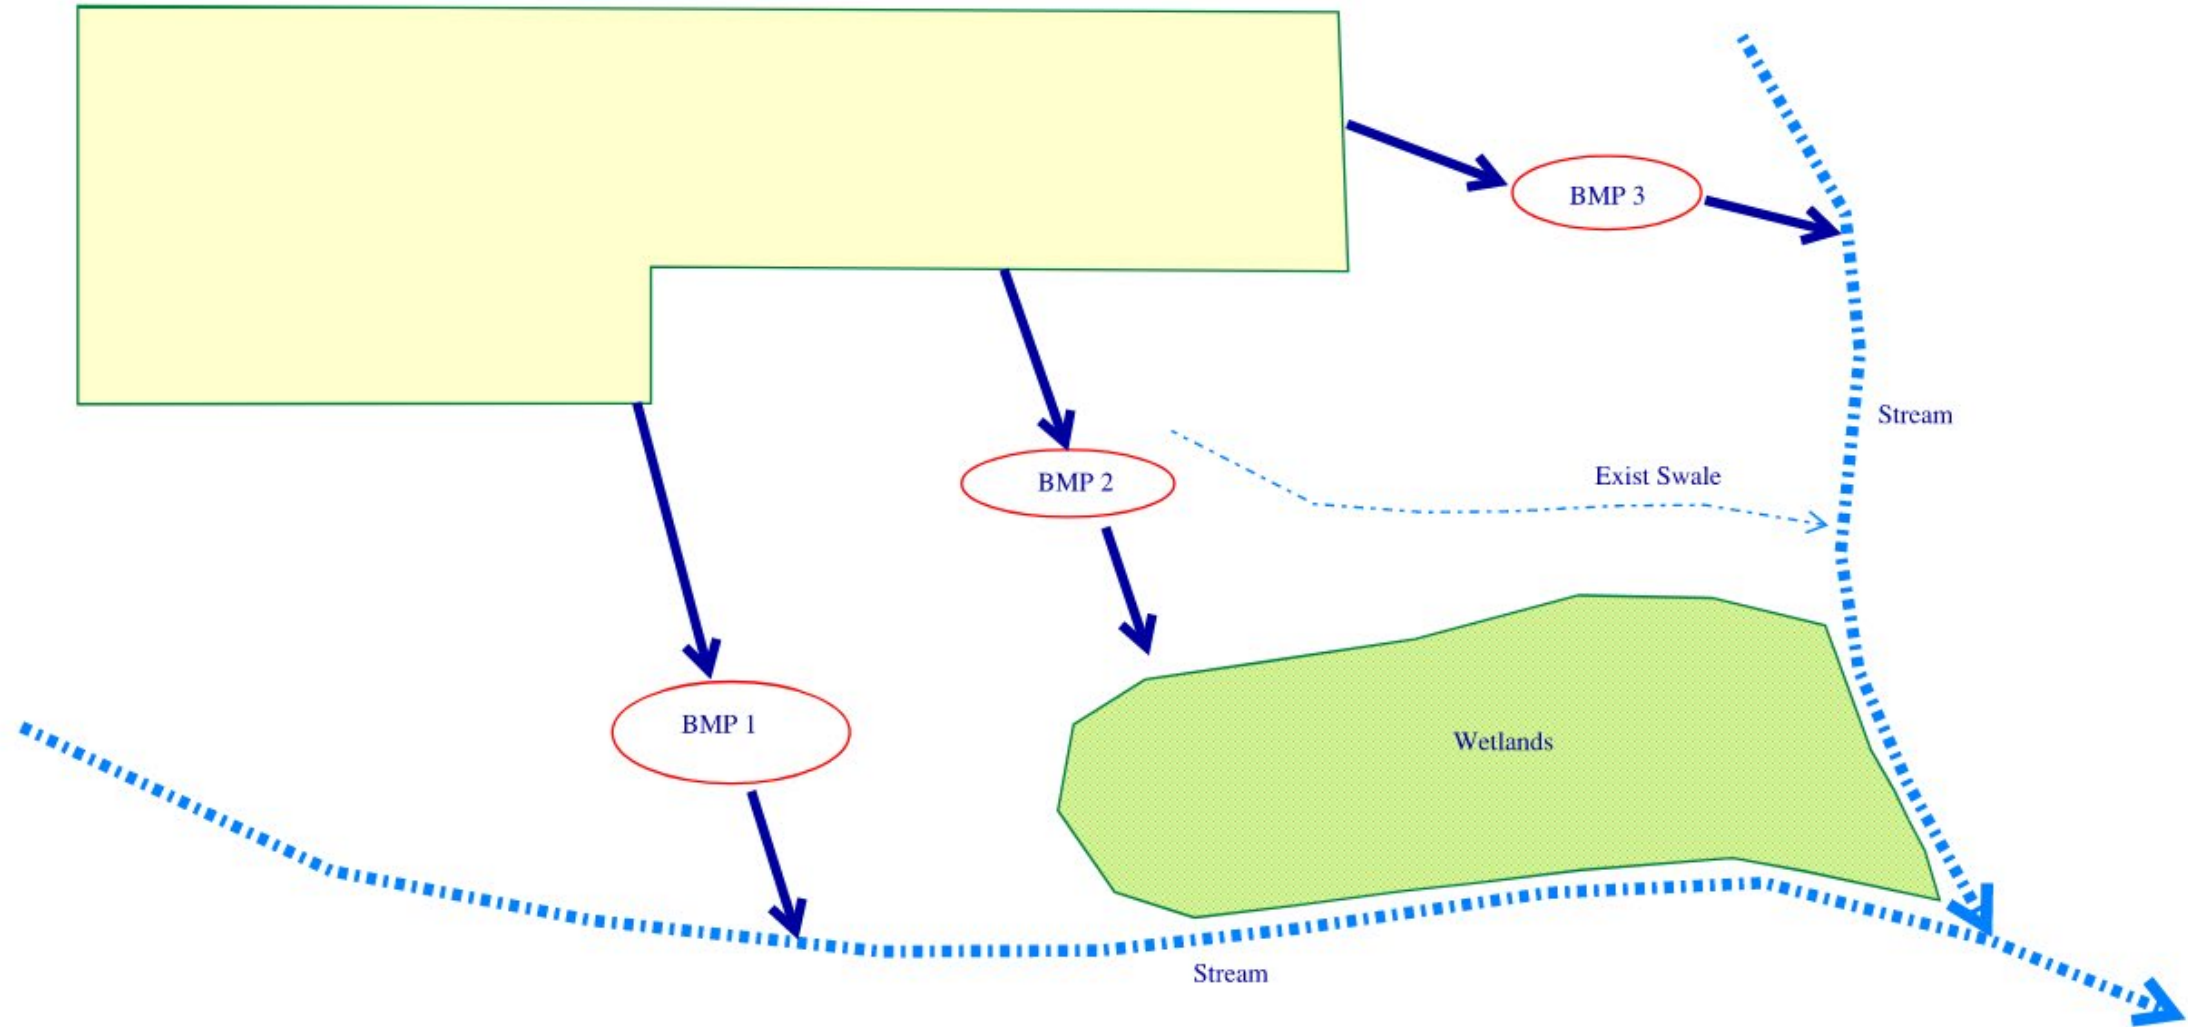 BMP 3
Stream
Exist Swale
BMP 2
BMP 1
Wetlands
Stream